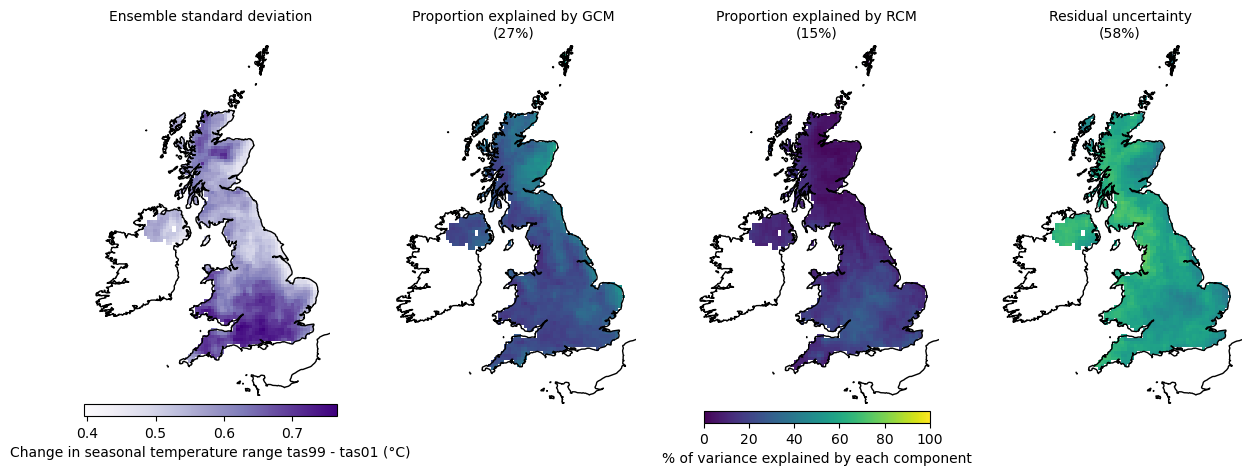 Ensemble standard deviation
Proportion explained by GCM
(27%)
Proportion explained by RCM
(15%)
Residual uncertainty
(58%)
0.4 0.5 0.6 0.7
Change in seasonal temperature range tas99 - tas01 (°C)
0 20 40 60 80 100
% of variance explained by each component